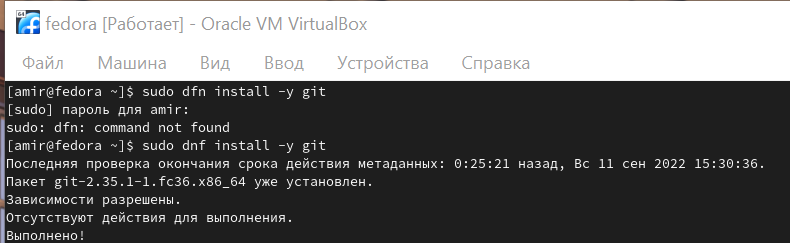 64
fedora [Работает] - Oracle VM VirtualBox
Файл Машина Вид Ввод Устройства Справка
[amir@fedora ~]$ sudo dfn install -y git
[sudo] пароль для amir:
sudo: dfn: command not found
[amir@fedora ~]$ sudo dnf install -y git
Последняя проверка окончания срока действия метаданных: 0:25:21 назад, Вс 11 сен 2022 15:30:36.
Пакет git-2.35.1-1.fc36.x86_64 уже установлен.
Зависимости разрешены.
Отсутствуют действия для выполнения.
Выполнено!